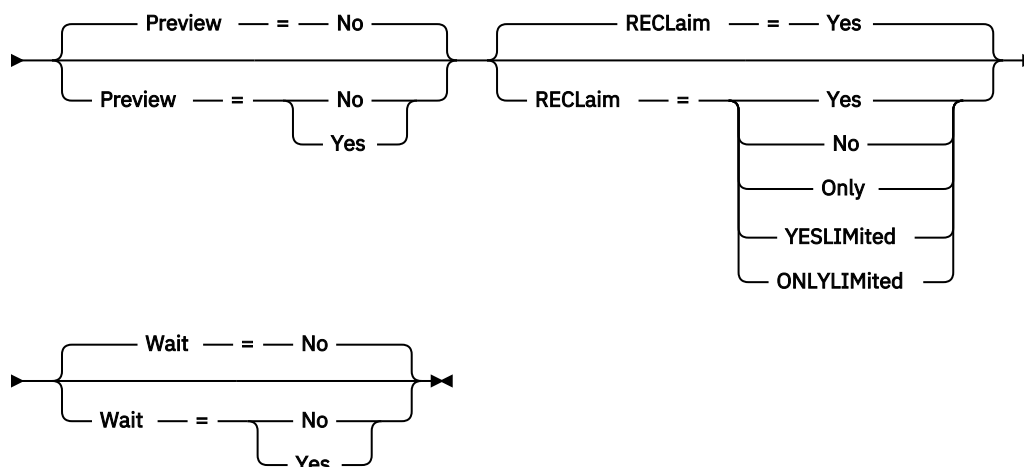 Preview = No RECLaim = Yes
Preview = No RECLaim = Yes
Yes No
Only
YESLIMited
ONLYLIMited
Wait = No
Wait = No
Yes